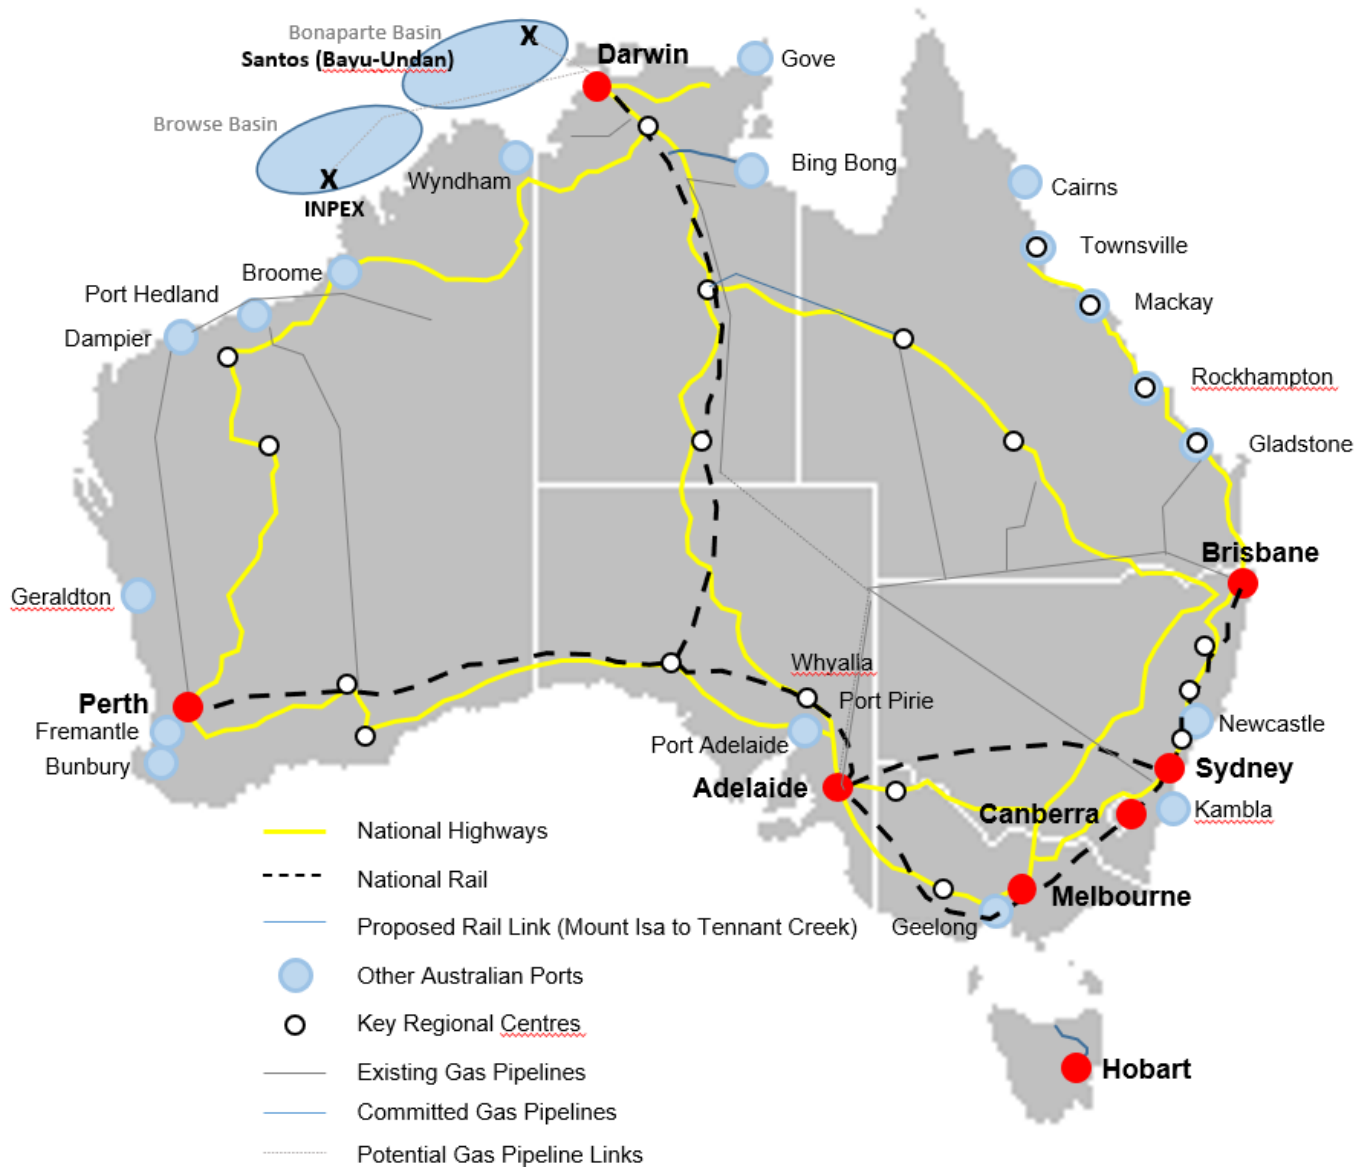 Bonaparte Basin
X
Santos (Bayu-Undan)
Darwin
Gove
Browse Basin
X
INPEX
Wyndham
Bing Bong
Cairns
Townsville
Broome
Port Hedland
Mackay
Dampier
Rockhampton
Gladstone
Brisbane
Geraldton
Whyalla
Perth
Port Pirie
Fremantle
Newcastle
Port Adelaide
Bunbury
Sydney
Adelaide
Canberra
Kambla
Melbourne
Geelong
Hobart
National Highways
National Rail
Proposed Rail Link (Mount Isa to Tennant Creek)
Other Australian Ports
Key Regional Centres
Existing Gas Pipelines
Committed Gas Pipelines
Potential Gas Pipeline Links